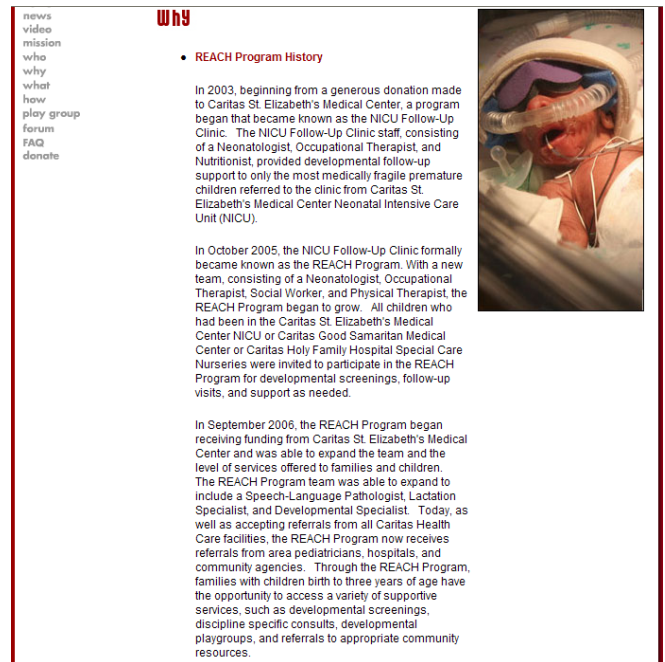 news
video
mission
who
why
what
how
play group
forum
FAQ
donate
Why
REACH Program History
In 2003, beginning from a generous donation made
to Caritas St. Elizabeth's Medical Center, a program
began that became known as the NICU Follow-Up
Clinic. The NICU Follow-Up Clinic staff, consisting
of a Neonatologist, Occupational Therapist, and
Nutritionist, provided developmental follow-up
support to only the most medically fragile premature
children referred to the clinic from Caritas St.
Elizabeth's Medical Center Neonatal Intensive Care
Unit (NICU).
In October 2005, the NICU Follow-Up Clinic formally
became known as the REACH Program. With a new
team, consisting of a Neonatologist, Occupational
Therapist, Social Worker, and Physical Therapist, the
REACH Program began to grow. All children who
had been in the Caritas St. Elizabeth's Medical
Center NICU or Caritas Good Samaritan Medical
Center or Caritas Holy Family Hospital Special Care
Nurseries were invited to participate in the REACH
Program for developmental screenings, follow-up
visits, and support as needed.
In September 2006, the REACH Program began
receiving funding from Caritas St. Elizabeth's Medical
Center and was able to expand the team and the
level of services offered to families and children.
The REACH Program team was able to expand to
include a Speech-Language Pathologist, Lactation
Specialist, and Developmental Specialist. Today, as
well as accepting referrals from all Caritas Health
Care facilities, the REACH Program now receives
referrals from area pediatricians, hospitals, and
community agencies. Through the REACH Program,
families with children birth to three years of age have
the opportunity to access a variety of supportive
services, such as developmental screenings,
discipline specific consults, developmental
playgroups, and referrals to appropriate community
resources.